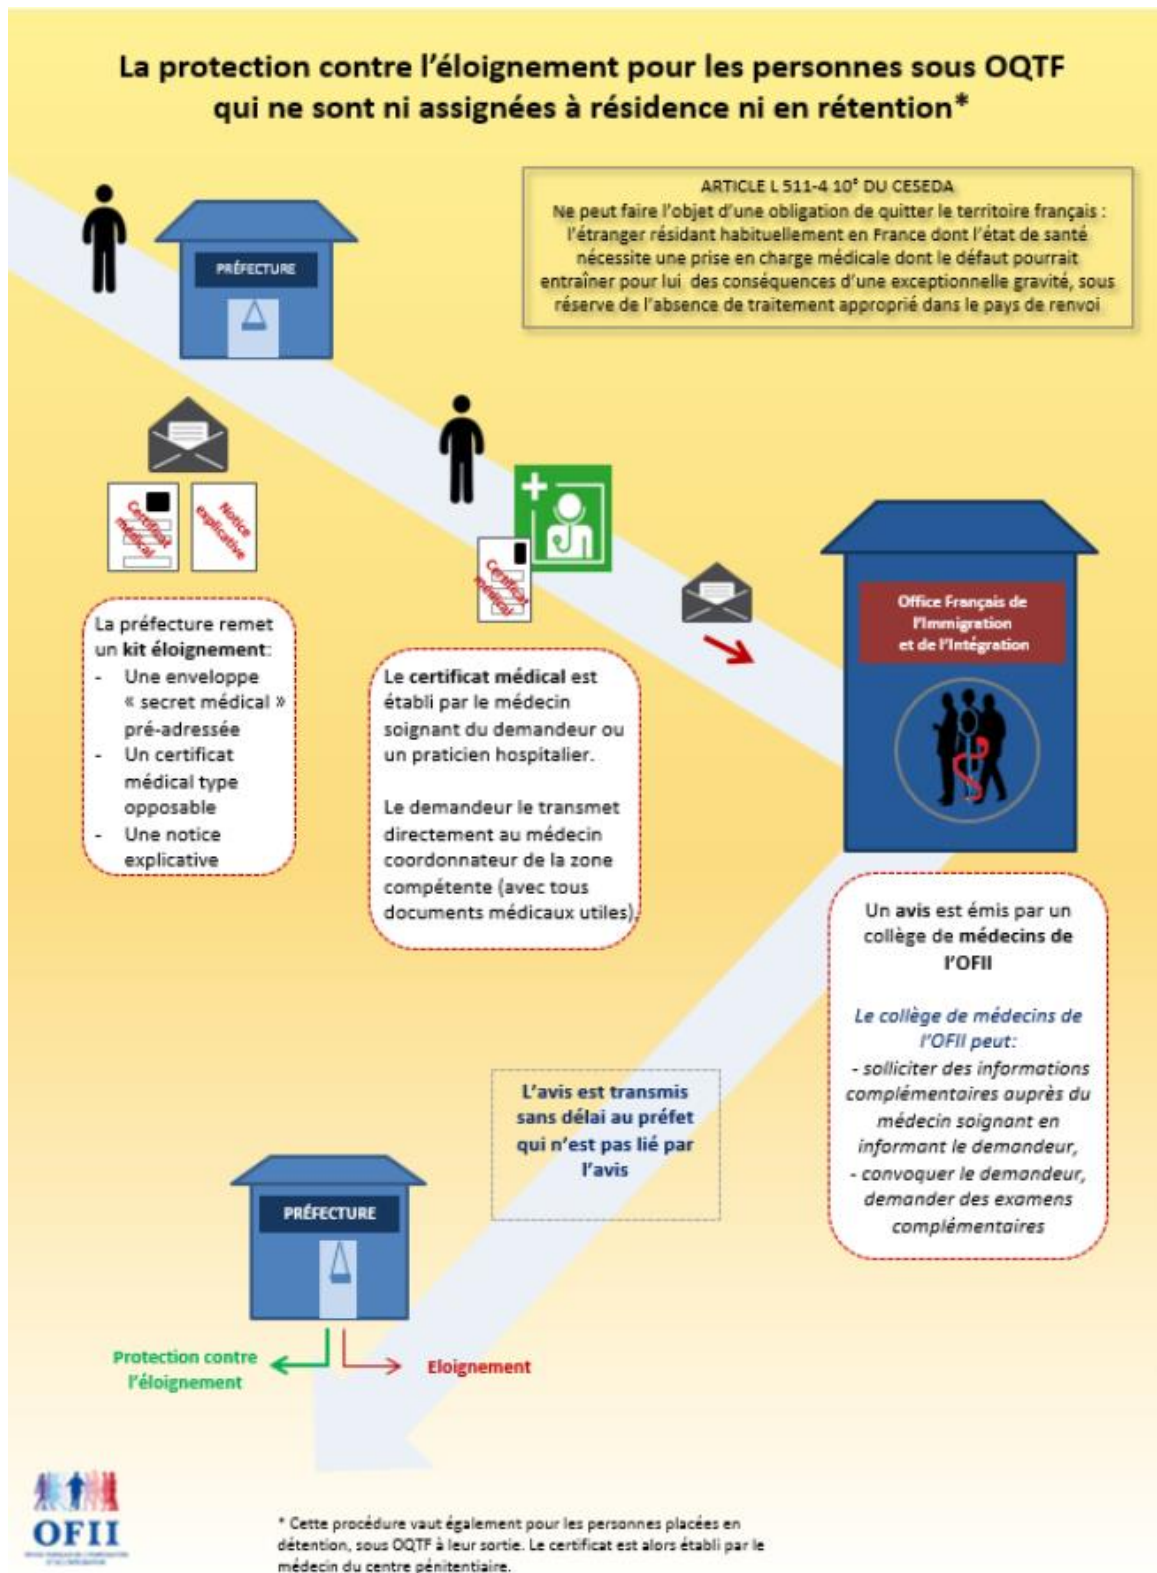 La protection contre l'éloignement pour les personnes sous OQTF
qui ne sont ni assignées à résidence ni en rétention*
ARTICLE L 511-4 10° DU CESEDA
Ne peut faire l'objet d'une obligation de quitter le territoire français :
l'étranger résidant habituellement en France dont l'état de santé
nécessite une prise en charge médicale dont le défaut pourrait
entraîner pour lui des conséquences d'une exceptionnelle gravité, sous
réserve de l'absence de traitement approprié dans le pays de renvoi
PRÉFECTURE
Certificat
médical
Notice
explicative
La préfecture remet
un kit éloignement:
- Une enveloppe
« secret médical »
pré-adressée
- Un certificat
médical type
opposable
- Une notice
explicative
Certificat
médical
Le certificat médical est
établi par le médecin
soignant du demandeur ou
un praticien hospitalier.
Le demandeur le transmet
directement au médecin
coordonnateur de la zone
compétente (avec tous
documents médicaux utiles).
Office Français de
l'Immigration
et de l'Intégration
Un avis est émis par un
collège de médecins de
l'OFII
Le collège de médecins de
l'OFII peut:
- solliciter des informations
complémentaires auprès du
médecin soignant en
informant le demandeur,
- convoquer le demandeur,
demander des examens
complémentaires
L'avis est transmis
sans délai au préfet
qui n'est pas lié par
l'avis
PRÉFECTURE
Protection contre
l'éloignement
Eloignement
OFII
* Cette procédure vaut également pour les personnes placées en
détention, sous OQTF à leur sortie. Le certificat est alors établi par le
médecin du centre pénitentiaire.